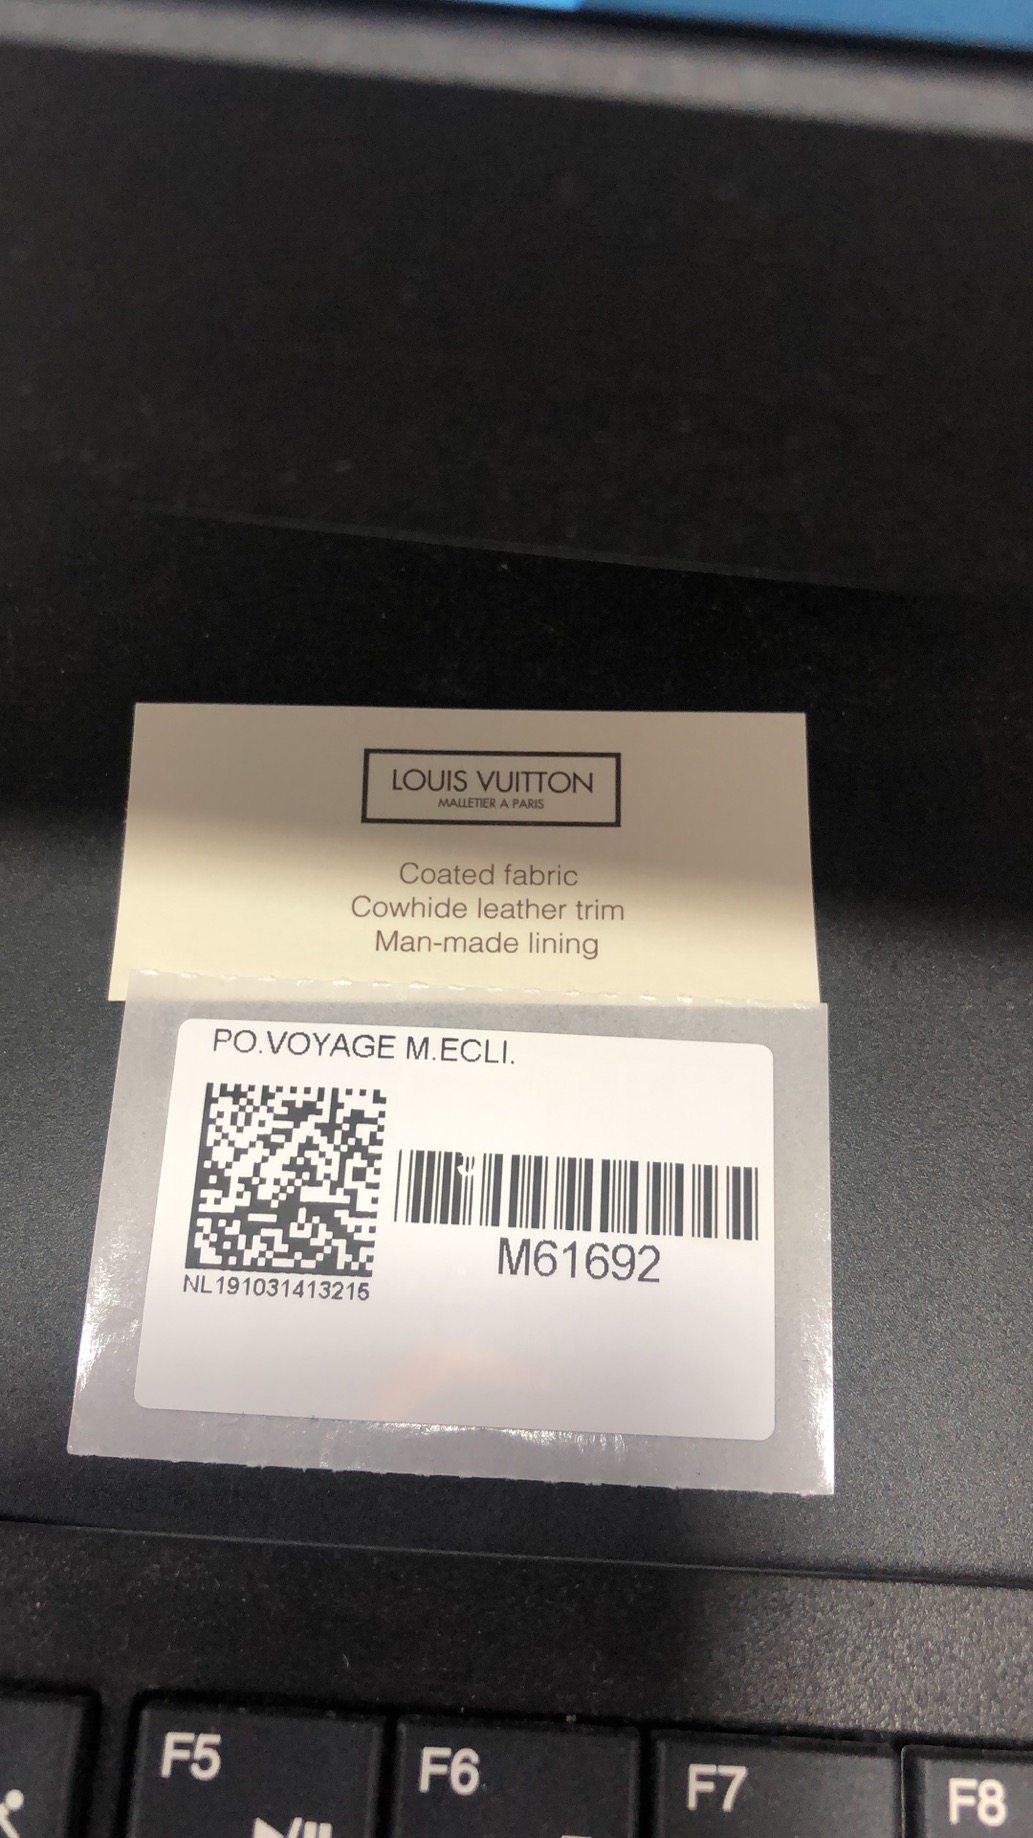 LOUIS VUITTON
MALLETIER A PARIS
Coated fabric
Cowhide leather trim
Man-made lining
PO.VOYAGE M.ECLI.
M61692
NL191031413215
F5
F6
F7
F8